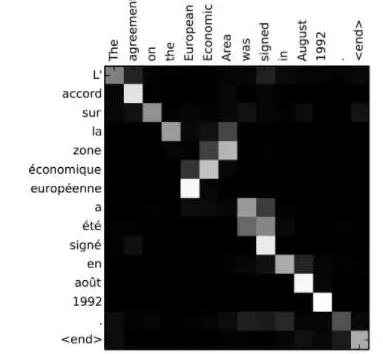 The agreement on the European Economic Area was signed in August 1992 . <end>
L'
accord
sur
la
zone
économique
européenne
a
été
signé
en
août
1992
.
<end>